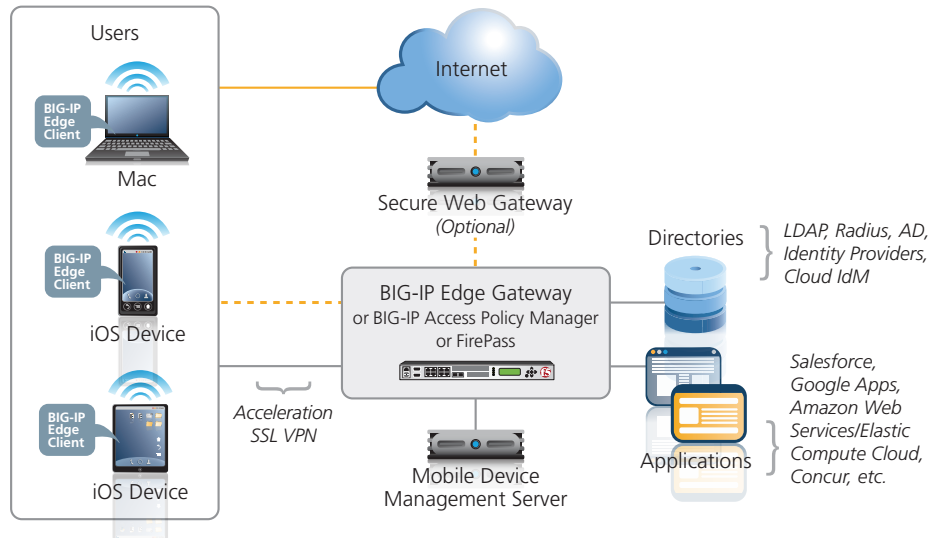 Users
BIG-IP
Edge
Client
Mac
BIG-IP
Edge
Client
iOS Device
BIG-IP
Edge
Client
iOS Device
Internet
Secure Web Gateway
(Optional)
BIG-IP Edge Gateway
or BIG-IP Access Policy Manager
or FirePass
Acceleration
SSL VPN
Mobile Device
Management Server
Directories
LDAP, Radius, AD,
Identity Providers,
Cloud IdM
Applications
Salesforce,
Google Apps,
Amazon Web
Services/Elastic
Compute Cloud,
Concur, etc.